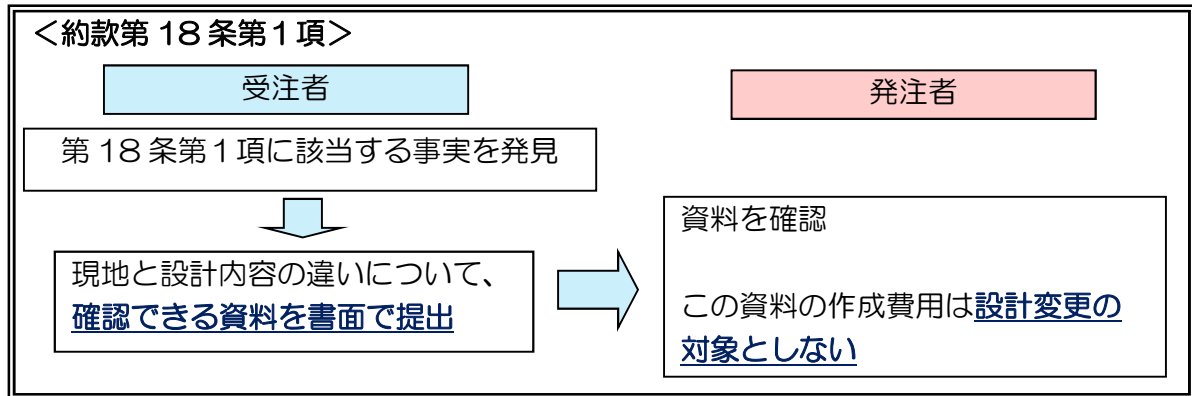 ＜約款第 18 条第１項＞
受注者
発注者
第 18 条第１項に該当する事実を発見
現地と設計内容の違いについて、
確認できる資料を書面で提出
資料を確認
この資料の作成費用は設計変更の
対象としない